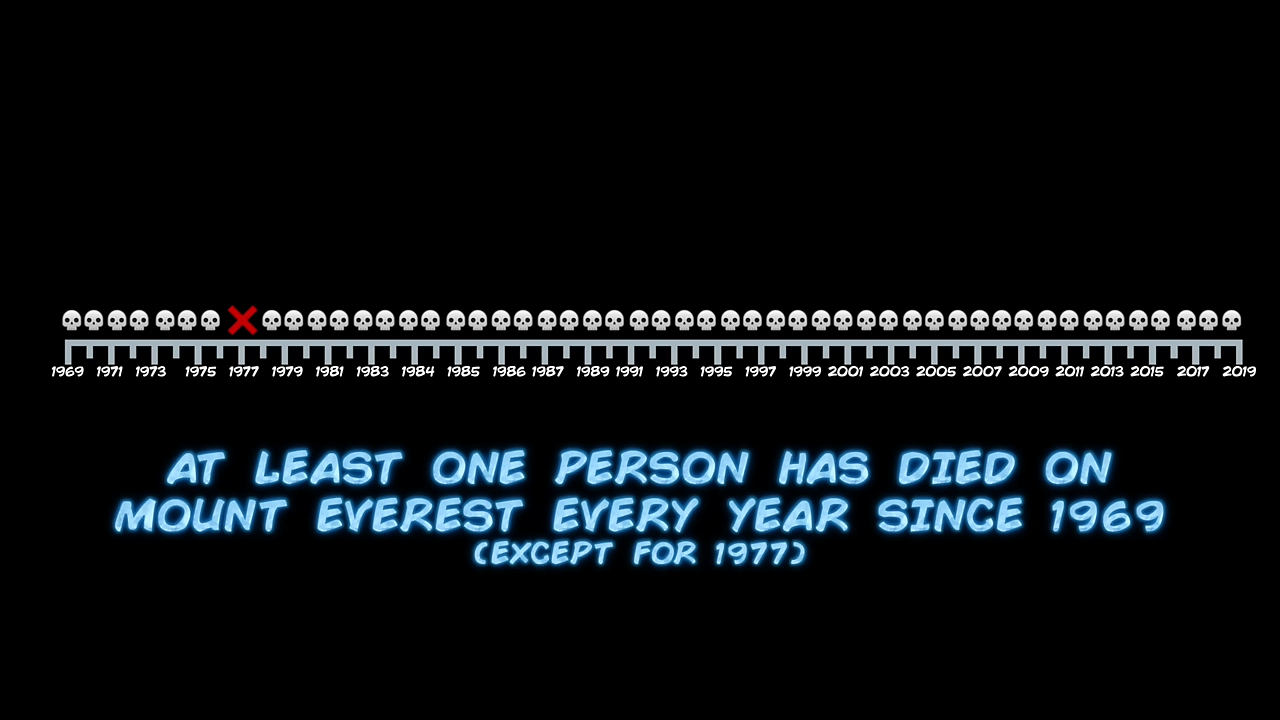 1969 1971 1973 1975 1977 1979 1981 1983 1984 1985 1986 1987 1989 1991 1993 1995 1997 1999 2001 2003 2005 2007 2009 2011 2013 2015 2017 2019
AT LEAST ONE PERSON HAS DIED ON
MOUNT EVEREST EVERY YEAR SINCE 1969
(EXCEPT FOR 1977)